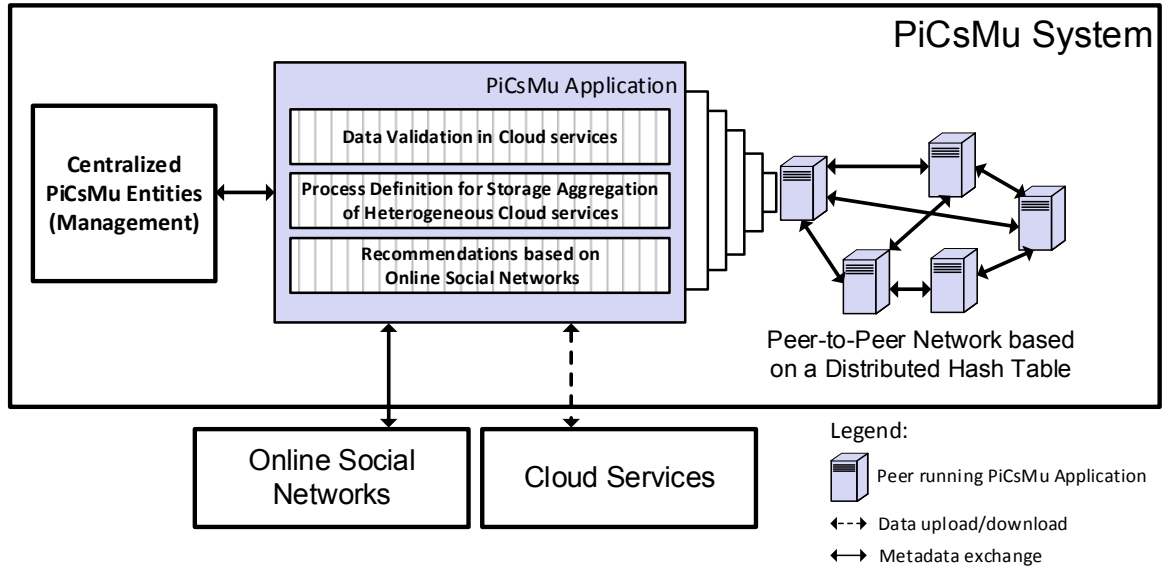 PiCsMu System
PiCsMu Application
Data Validation in Cloud services
Process Definition for Storage Aggregation
of Heterogeneous Cloud services
Recommendations based on
Online Social Networks
Centralized
PiCsMu Entities
(Management)
Peer-to-Peer Network based
on a Distributed Hash Table
Online Social
Networks
Cloud Services
Legend:
Peer running PiCsMu Application
Data upload/download
Metadata exchange